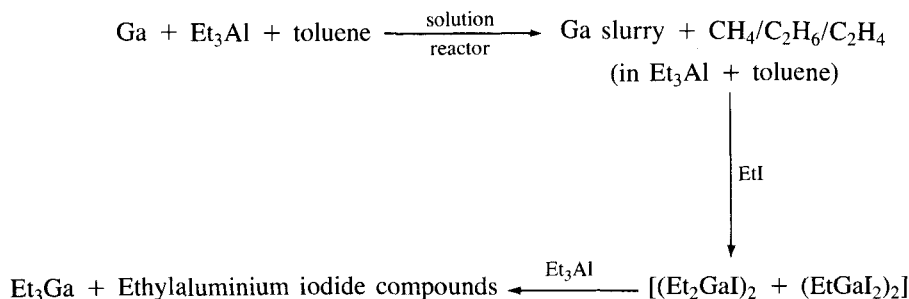 Ga + Et₃Al + toluene solution reactor Ga slurry + CH₄/C₂H₆/C₂H₄
(in Et₃Al + toluene)
EtI
Et₃Ga + Ethylaluminium iodide compounds Et₃Al [(Et₂GaI)₂ + (EtGaI₂)₂]